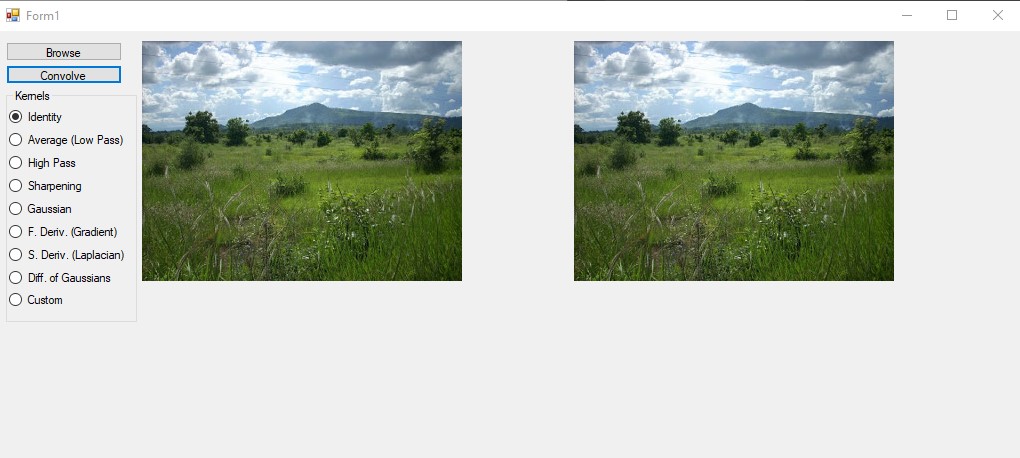 Form1
Browse
Convolve
Kernels
Identity
Average (Low Pass)
High Pass
Sharpening
Gaussian
F. Deriv. (Gradient)
S. Deriv. (Laplacian)
Diff. of Gaussians
Custom